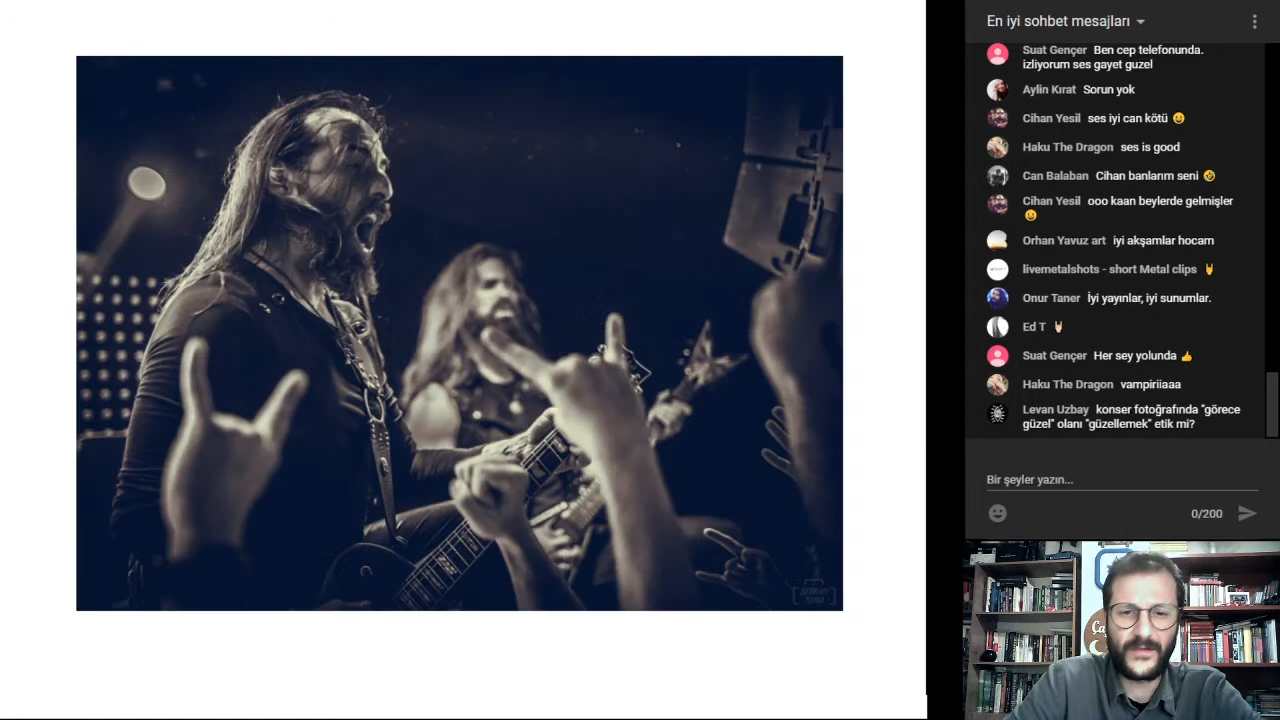 En iyi sohbet mesajları
Suat Gençer Ben cep telefonunda.
izliyorum ses gayet guzel
Aylin Kırat Sorun yok
Cihan Yesil ses iyi can kötü 😀
Haku The Dragon ses is good
Can Balaban Cihan banlarım seni 🤣
Cihan Yesil ooo kaan beylerde gelmişler
😀
Orhan Yavuz art iyi akşamlar hocam
livemetalshots - short Metal clips 🤘
Onur Taner İyi yayınlar, iyi sunumlar.
Ed T 🤘🏻
Suat Gençer Her sey yolunda 👍
Haku The Dragon vampiriiaaa
Levan Uzbay konser fotoğrafında "görece
güzel" olanı "güzellemek" etik mi?
Bir şeyler yazın...
0/200